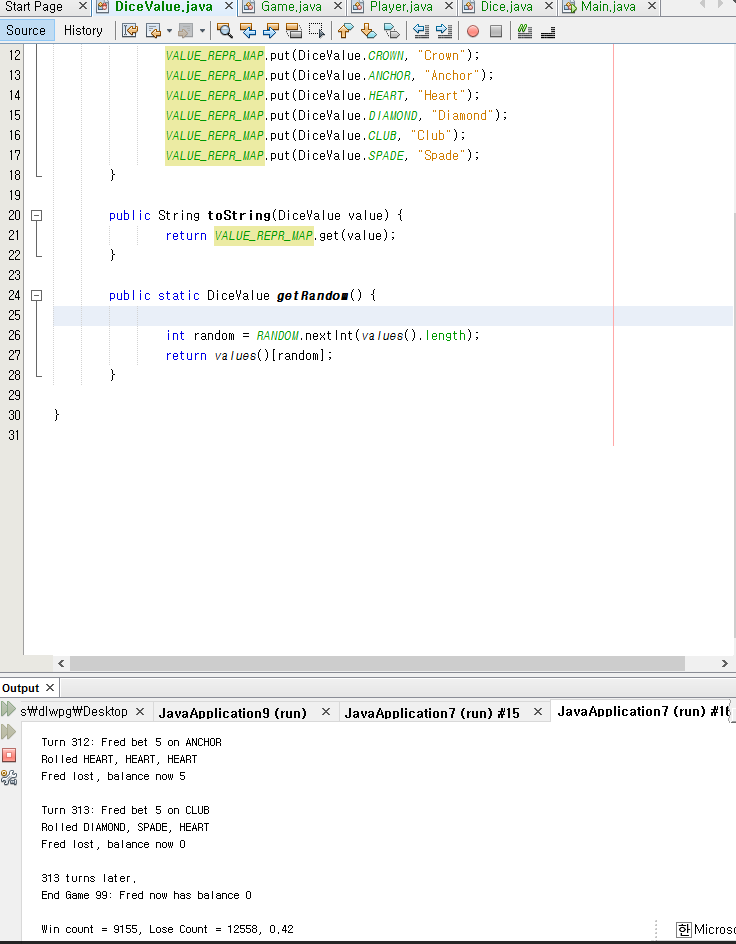 Start Page DiceValue.java Game.java Player.java Dice.java Main.java
Source History
12 VALUE_REPR_MAP.put(DiceValue.CROWN, "Crown");
13 VALUE_REPR_MAP.put(DiceValue.ANCHOR, "Anchor");
14 VALUE_REPR_MAP.put(DiceValue.HEART, "Heart");
15 VALUE_REPR_MAP.put(DiceValue.DIAMOND, "Diamond");
16 VALUE_REPR_MAP.put(DiceValue.CLUB, "Club");
17 VALUE_REPR_MAP.put(DiceValue.SPADE, "Spade");
18 }
19
20 public String toString(DiceValue value) {
21 return VALUE_REPR_MAP.get(value);
22 }
23
24 public static DiceValue getRandom() {
25
26 int random = RANDOM.nextInt(values().length);
27 return values()[random];
28 }
29
30 }
31
Output
s₩dlwpg₩Desktop JavaApplication9 (run) JavaApplication7 (run) #15 JavaApplication7 (run) #16
Turn 312: Fred bet 5 on ANCHOR
Rolled HEART, HEART, HEART
Fred lost, balance now 5
Turn 313: Fred bet 5 on CLUB
Rolled DIAMOND, SPADE, HEART
Fred lost, balance now 0
313 turns later.
End Game 99: Fred now has balance 0
Win count = 9155, Lose Count = 12558, 0.42
한 Microso